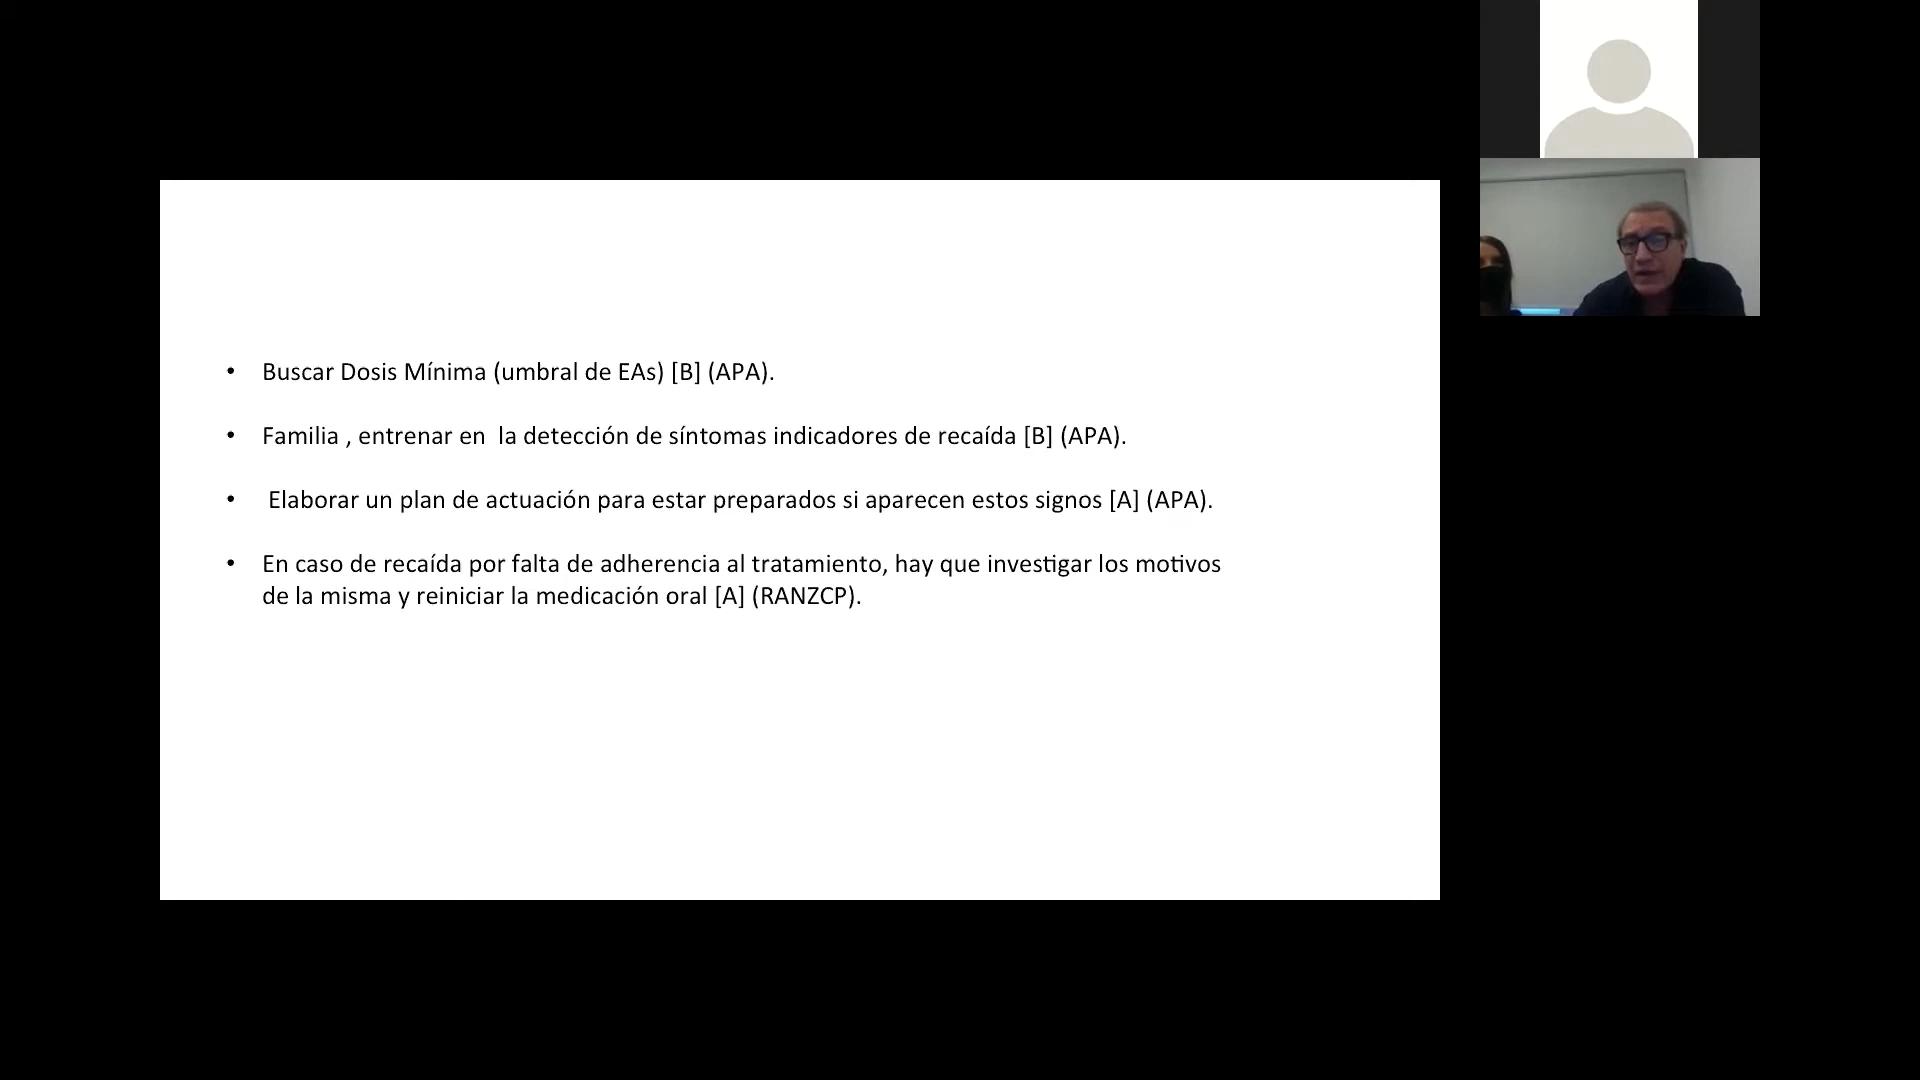 • Buscar Dosis Mínima (umbral de EAs) [B] (APA).
• Familia , entrenar en  la detección de síntomas indicadores de recaída [B] (APA).
•  Elaborar un plan de actuación para estar preparados si aparecen estos signos [A] (APA).
• En caso de recaída por falta de adherencia al tratamiento, hay que investigar los motivos
de la misma y reiniciar la medicación oral [A] (RANZCP).